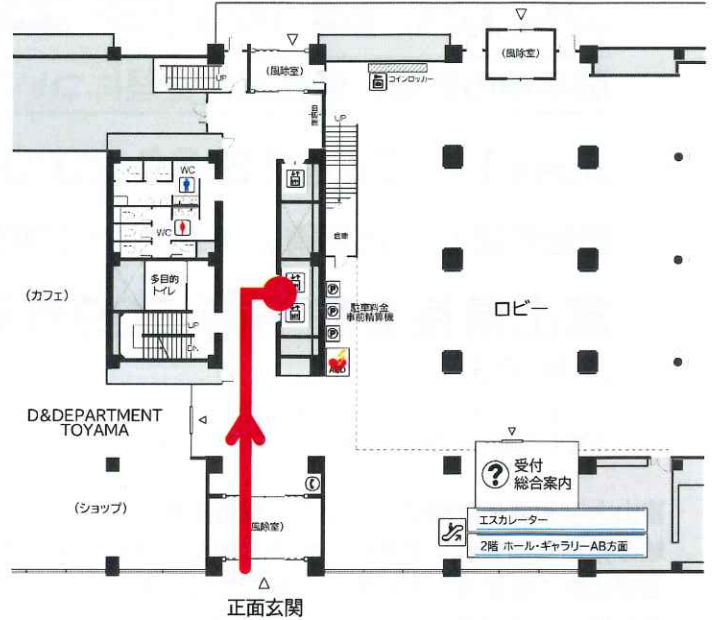 (風除室)
(風除室)
UP
コインロッカー
UP
WC
WC
倉庫
多目的
トイレ
(カフェ)
駐車料金
事前精算機
P
P
P
ロビー
UP
AED
D&DEPARTMENT
TOYAMA
?
受付
総合案内
(ショップ)
エスカレーター
2階 ホール・ギャラリーAB方面
風除室)
正面玄関